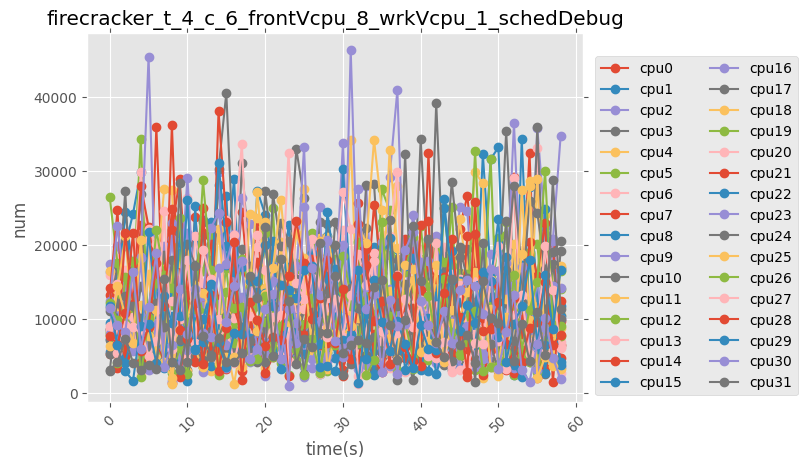 firecracker_t_4_c_6_frontVcpu_8_wrkVcpu_1_schedDebug
num
40000
30000
20000
10000
0
0 10 20 30 40 50 60
time(s)
cpu0 cpu16
cpu1 cpu17
cpu2 cpu18
cpu3 cpu19
cpu4 cpu20
cpu5 cpu21
cpu6 cpu22
cpu7 cpu23
cpu8 cpu24
cpu9 cpu25
cpu10 cpu26
cpu11 cpu27
cpu12 cpu28
cpu13 cpu29
cpu14 cpu30
cpu15 cpu31